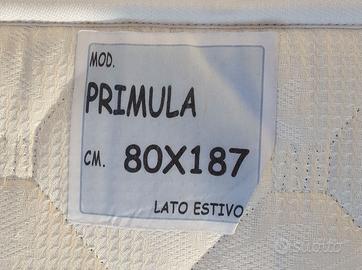 MOD.
PRIMULA
CM. 80X187
LATO ESTIVO
subito